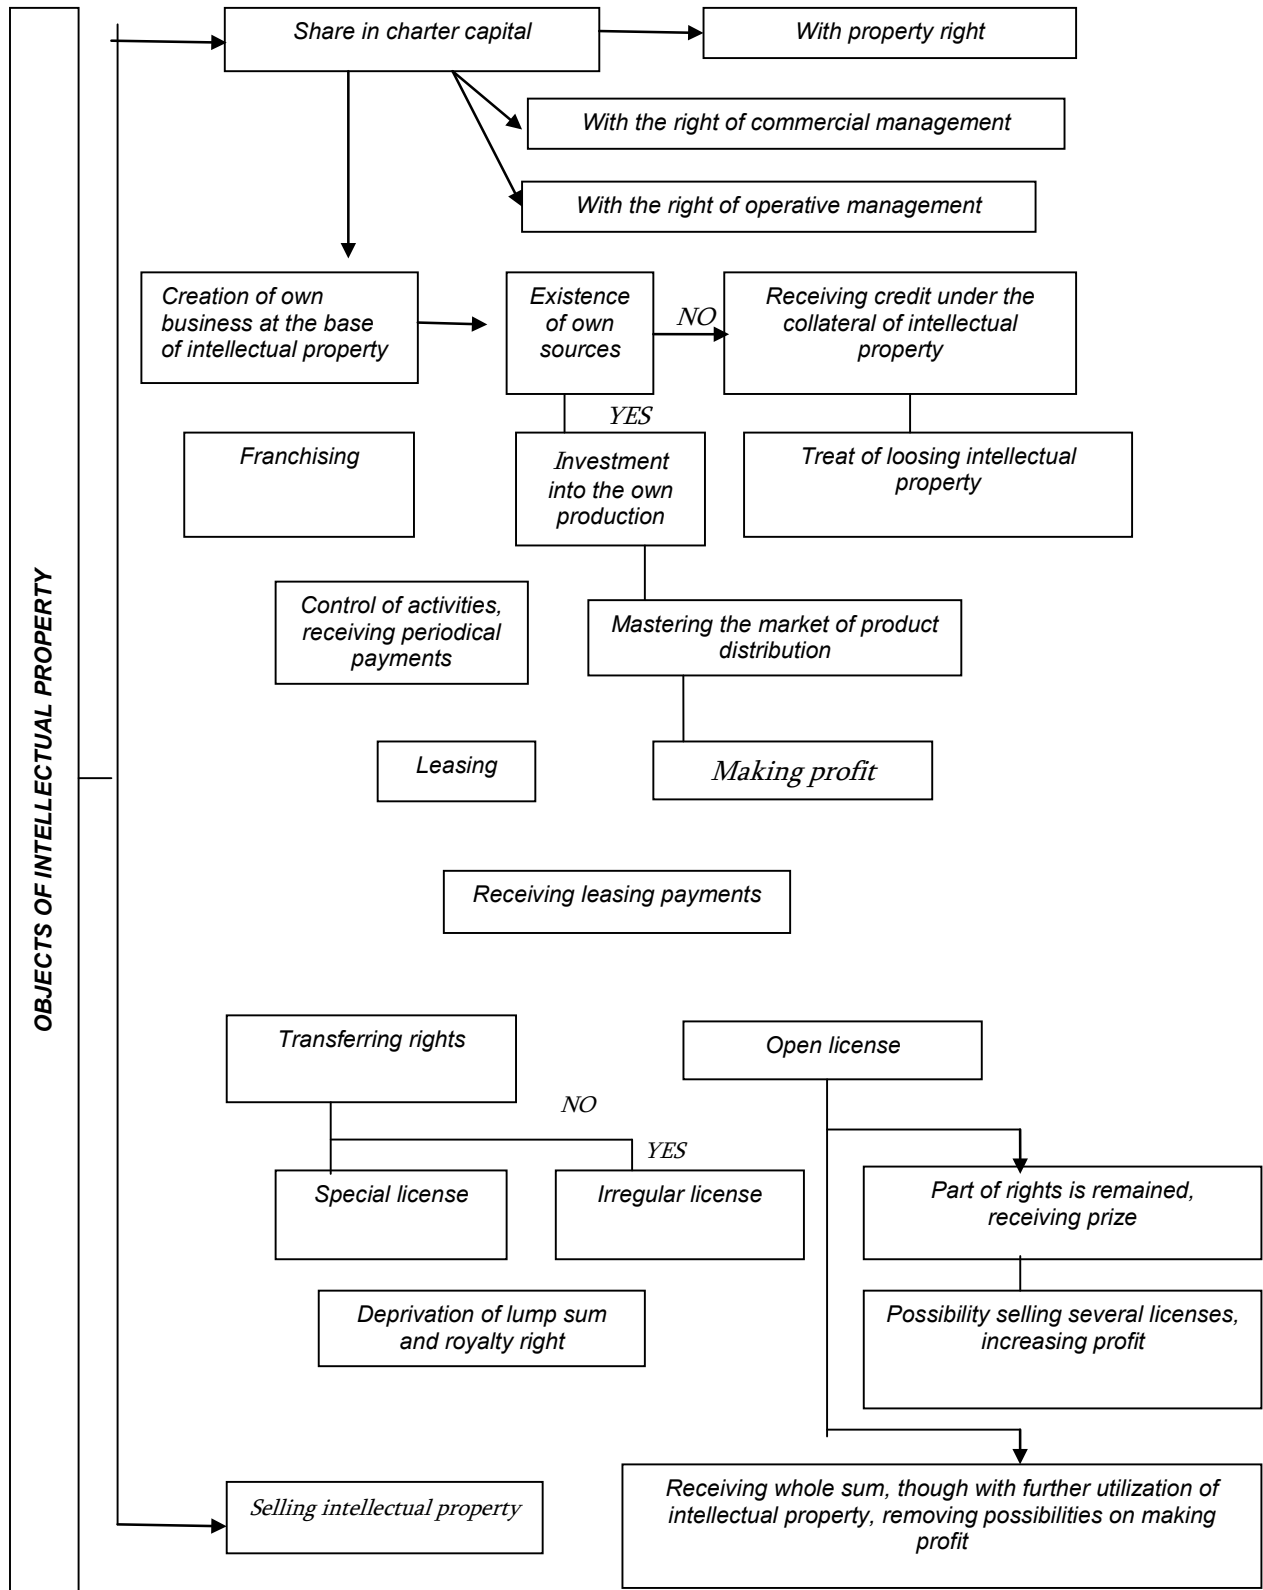 OBJECTS OF INTELLECTUAL PROPERTY
Share in charter capital
With property right
With the right of commercial management
With the right of operative management
Creation of own
business at the base
of intellectual property
Existence
of own
sources
NO
Receiving credit under the
collateral of intellectual
property
YES
Franchising
Investment
into the own
production
Treat of loosing intellectual
property
Control of activities,
receiving periodical
payments
Mastering the market of product
distribution
Leasing
Making profit
Receiving leasing payments
Transferring rights
Open license
NO
YES
Special license
Irregular license
Part of rights is remained,
receiving prize
Deprivation of lump sum
and royalty right
Possibility selling several licenses,
increasing profit
Selling intellectual property
Receiving whole sum, though with further utilization of
intellectual property, removing possibilities on making
profit